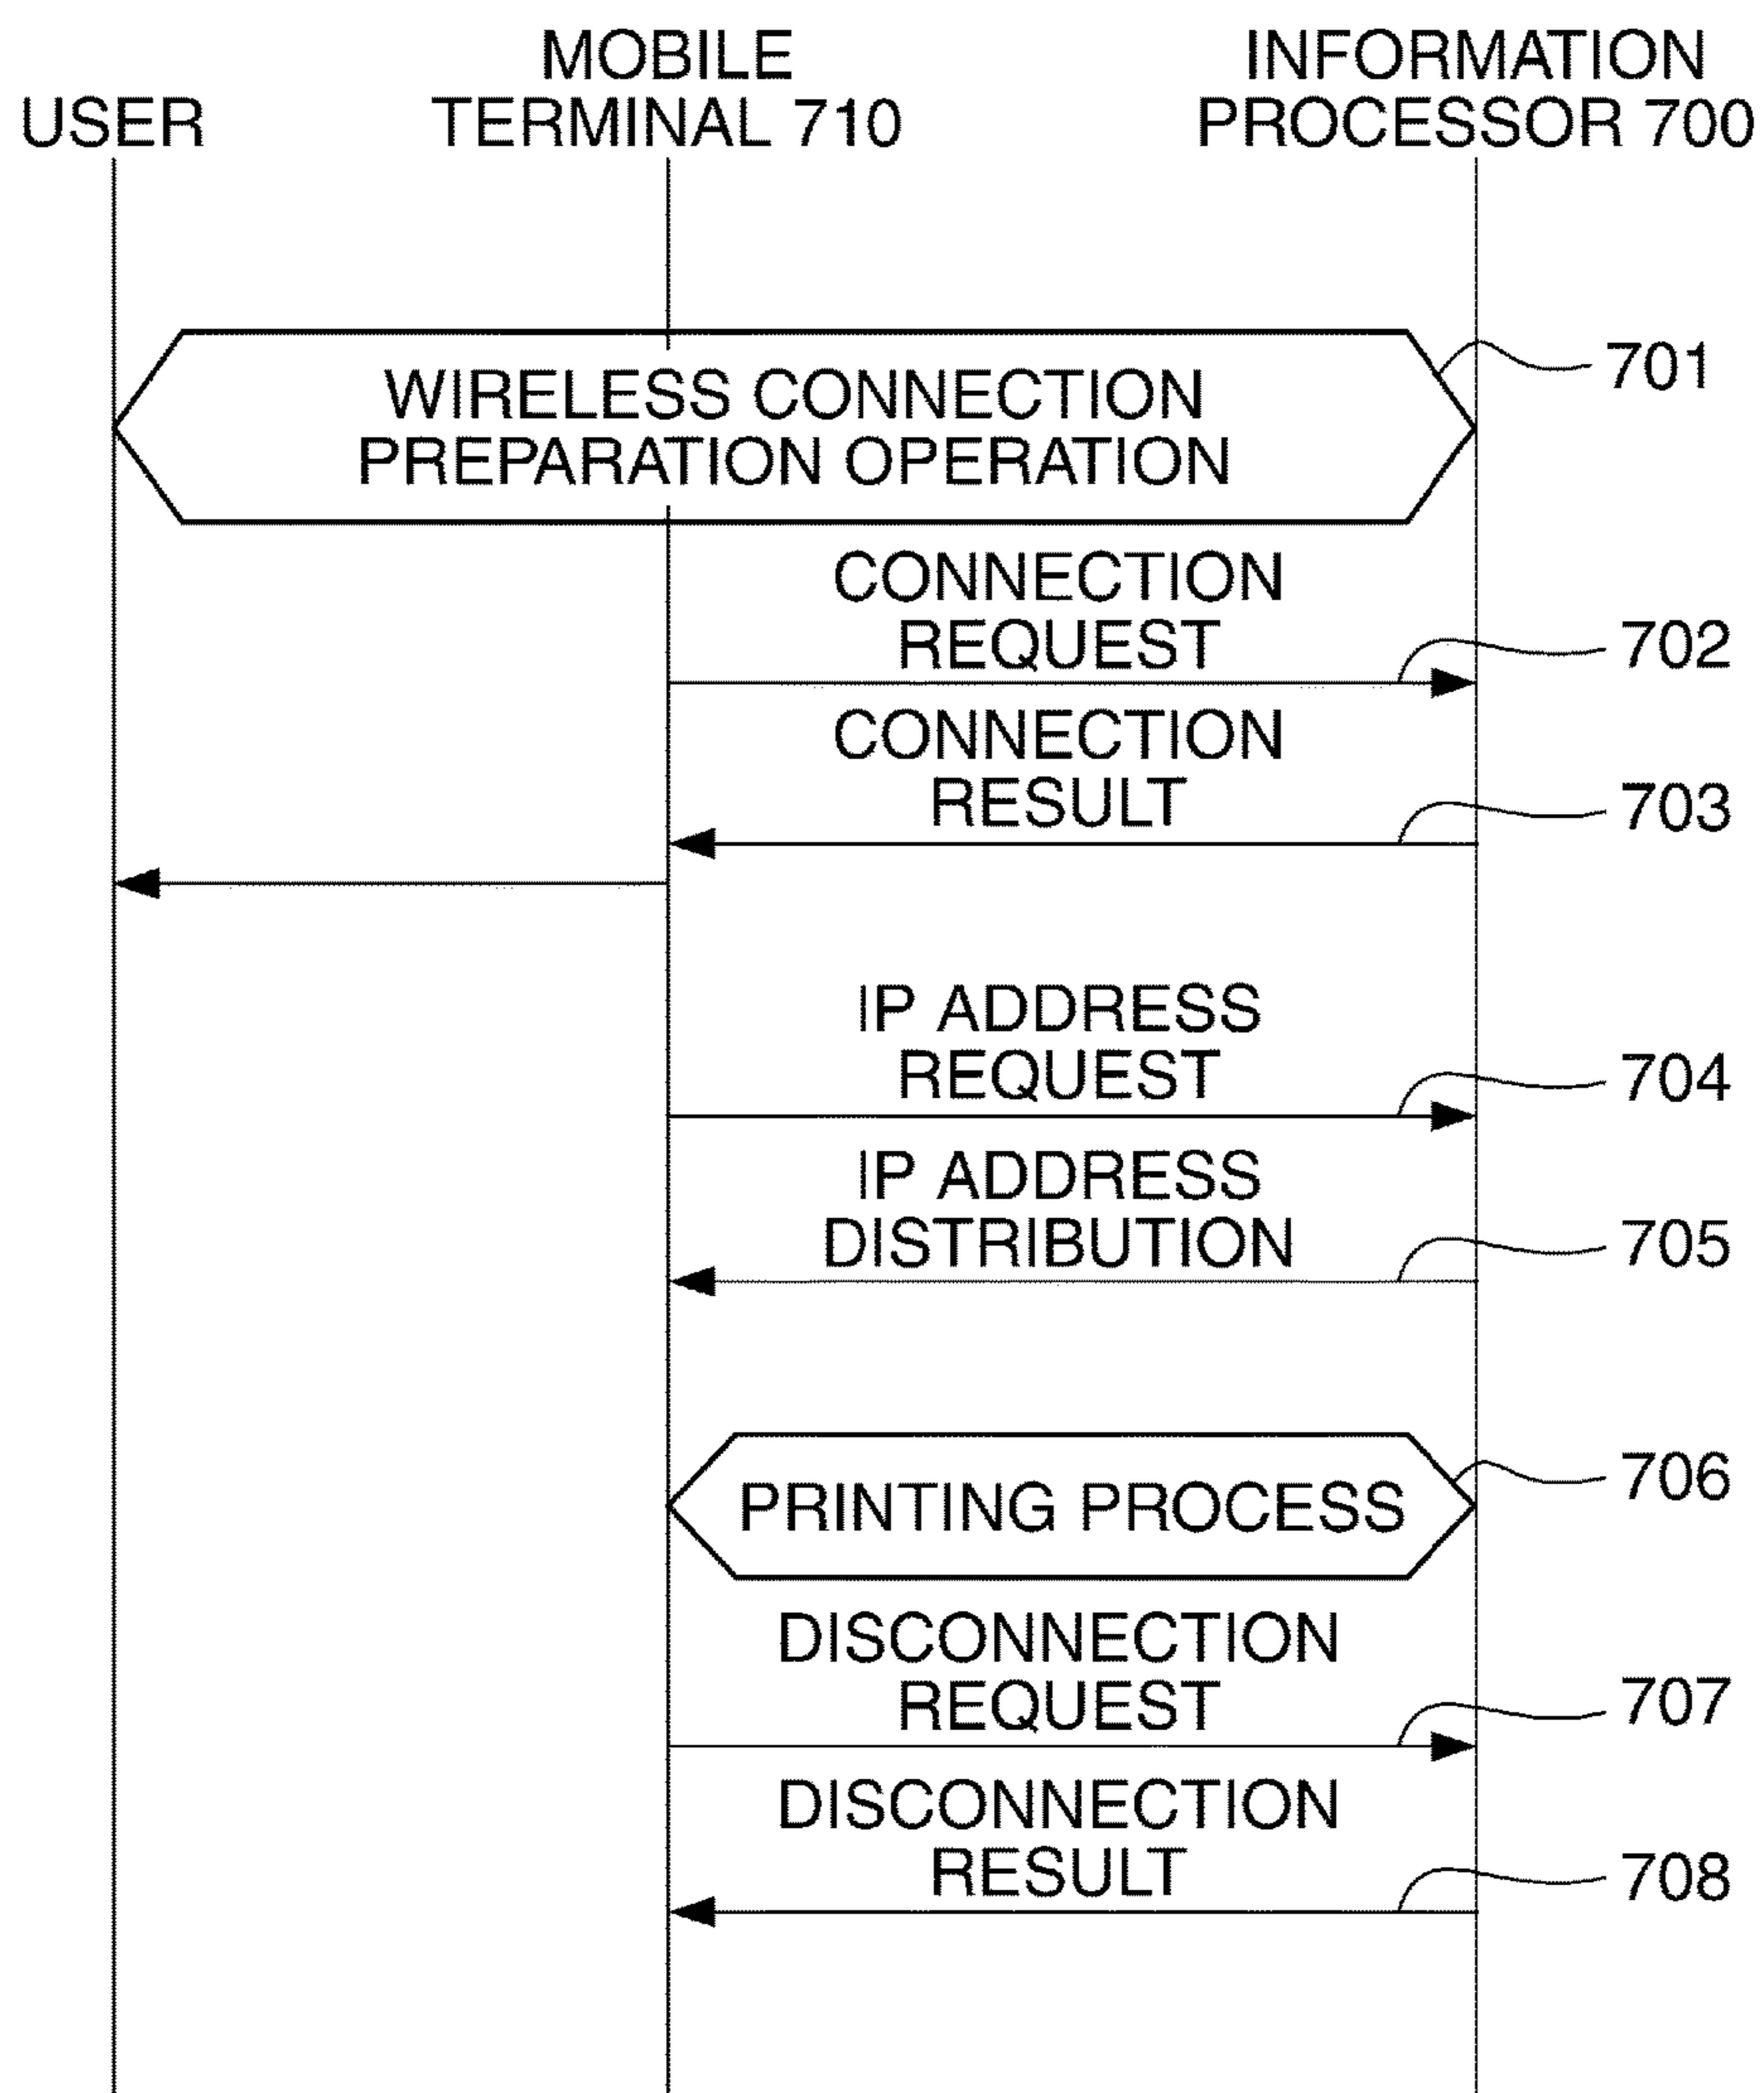 USER
MOBILE
TERMINAL 710
INFORMATION
PROCESSOR 700
WIRELESS CONNECTION
PREPARATION OPERATION
701
CONNECTION
REQUEST
702
CONNECTION
RESULT
703
IP ADDRESS
REQUEST
704
IP ADDRESS
DISTRIBUTION
705
PRINTING PROCESS
706
DISCONNECTION
REQUEST
707
DISCONNECTION
RESULT
708